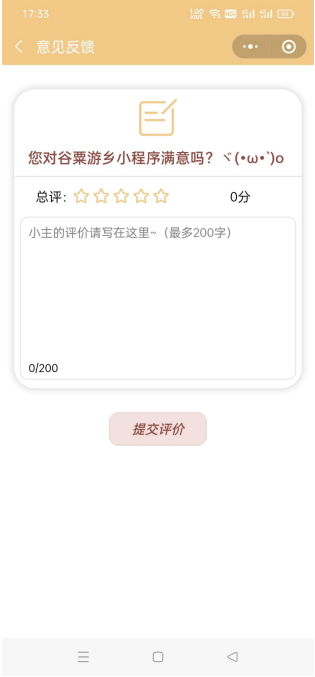 17:33
意见反馈
您对谷粟游乡小程序满意吗？ヾ(•ω•`)o
总评：
0分
小主的评价请写在这里~（最多200字）
0/200
提交评价